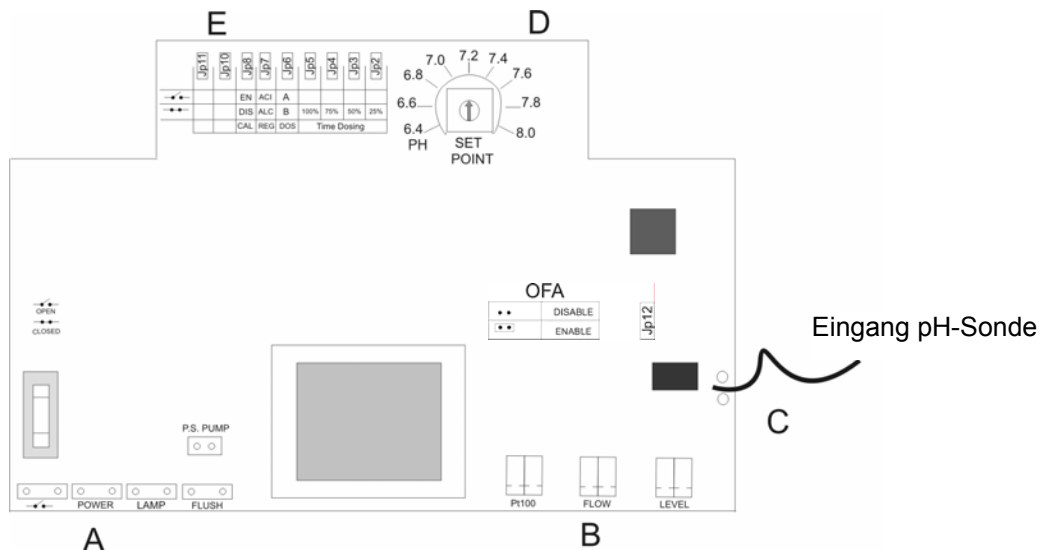 E
D
Jp11 Jp10 Jp8 Jp7 Jp6 Jp5 Jp4 Jp3 Jp2
EN ACI A
DIS ALC B 100% 75% 50% 25%
CAL REG DOS Time Dosing
6.4 6.6 6.8 7.0 7.2 7.4 7.6 7.8 8.0
PH
SET
POINT
OPEN
CLOSED
OFA
DISABLE
ENABLE
Jp12
Eingang pH-Sonde
C
P.S. PUMP
POWER LAMP FLUSH
Pt100 FLOW LEVEL
A
B